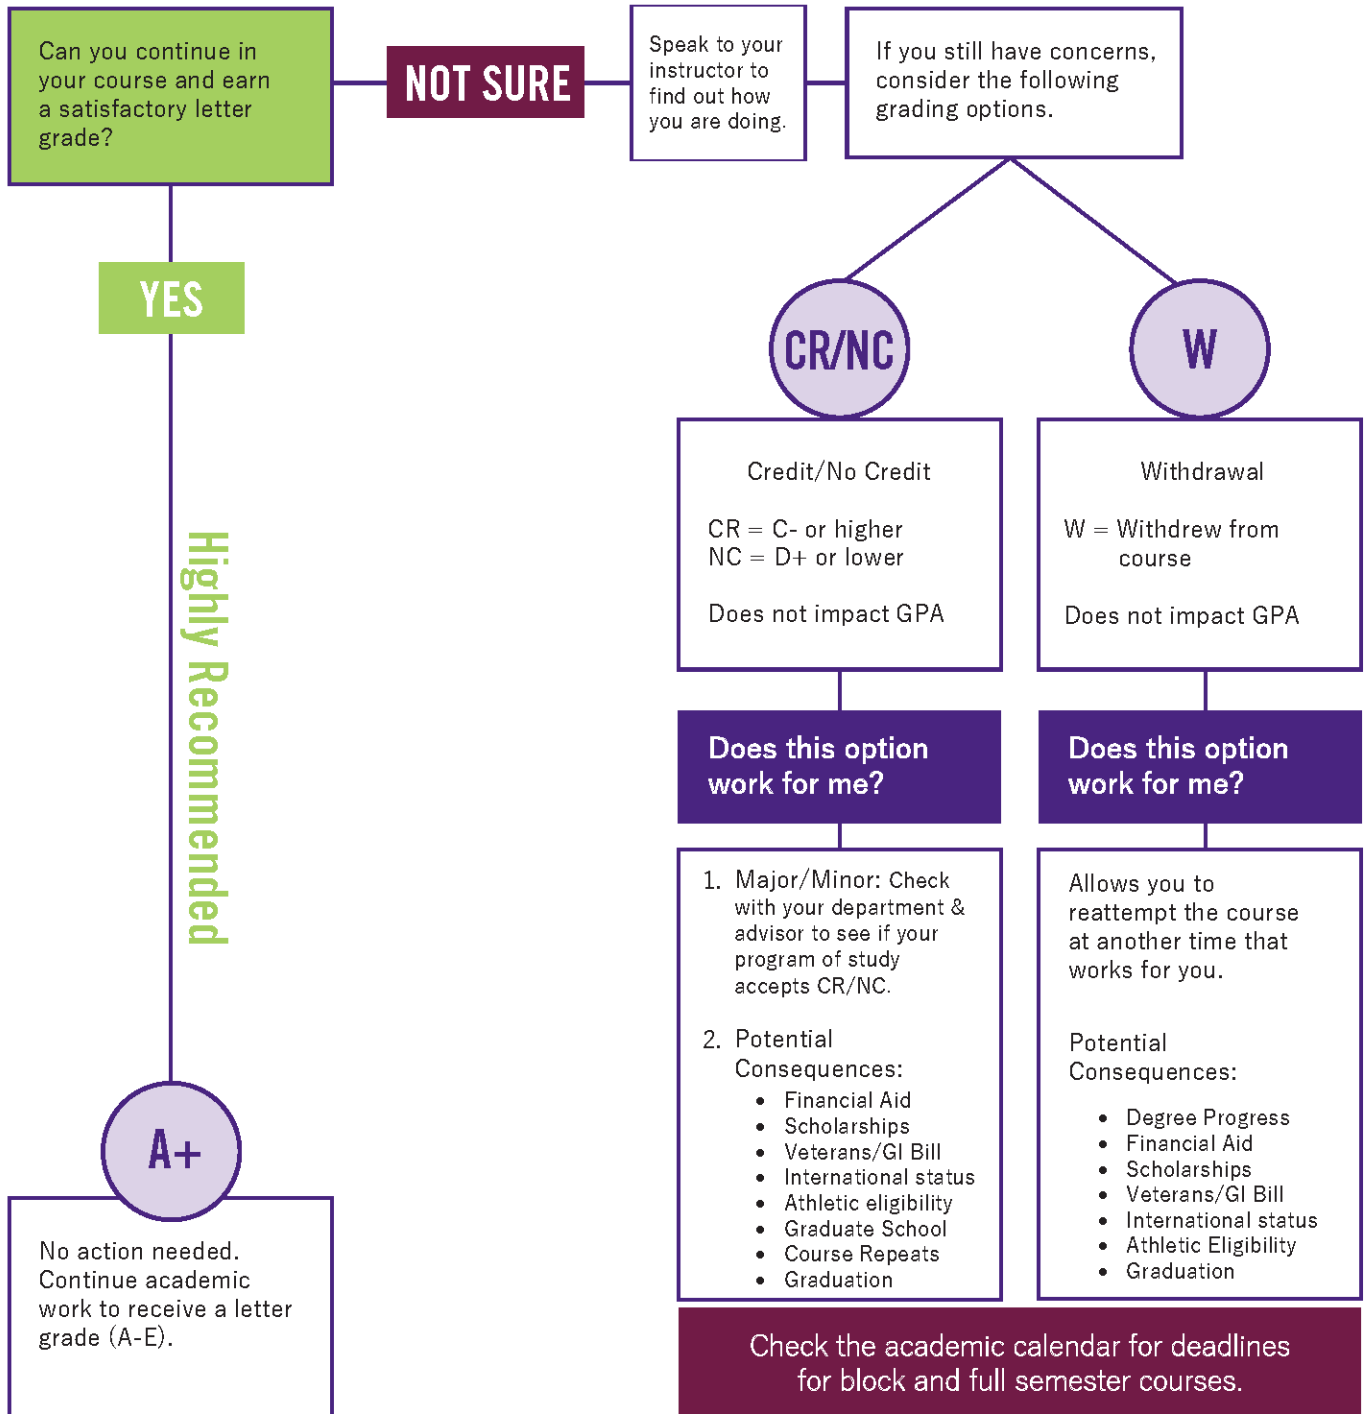 Can you continue in
your course and earn
a satisfactory letter
grade?
NOT SURE
Speak to your
instructor to
find out how
you are doing.
If you still have concerns,
consider the following
grading options.
YES
Highly Recommended
A+
No action needed.
Continue academic
work to receive a letter
grade (A-E).
CR/NC
Credit/No Credit
CR = C- or higher
NC = D+ or lower
Does not impact GPA
Does this option
work for me?
1. Major/Minor: Check
with your department &
advisor to see if your
program of study
accepts CR/NC.
2. Potential
Consequences:
• Financial Aid
• Scholarships
• Veterans/GI Bill
• International status
• Athletic eligibility
• Graduate School
• Course Repeats
• Graduation
W
Withdrawal
W = Withdrew from
course
Does not impact GPA
Does this option
work for me?
Allows you to
reattempt the course
at another time that
works for you.
Potential
Consequences:
• Degree Progress
• Financial Aid
• Scholarships
• Veterans/GI Bill
• International status
• Athletic Eligibility
• Graduation
Check the academic calendar for deadlines
for block and full semester courses.